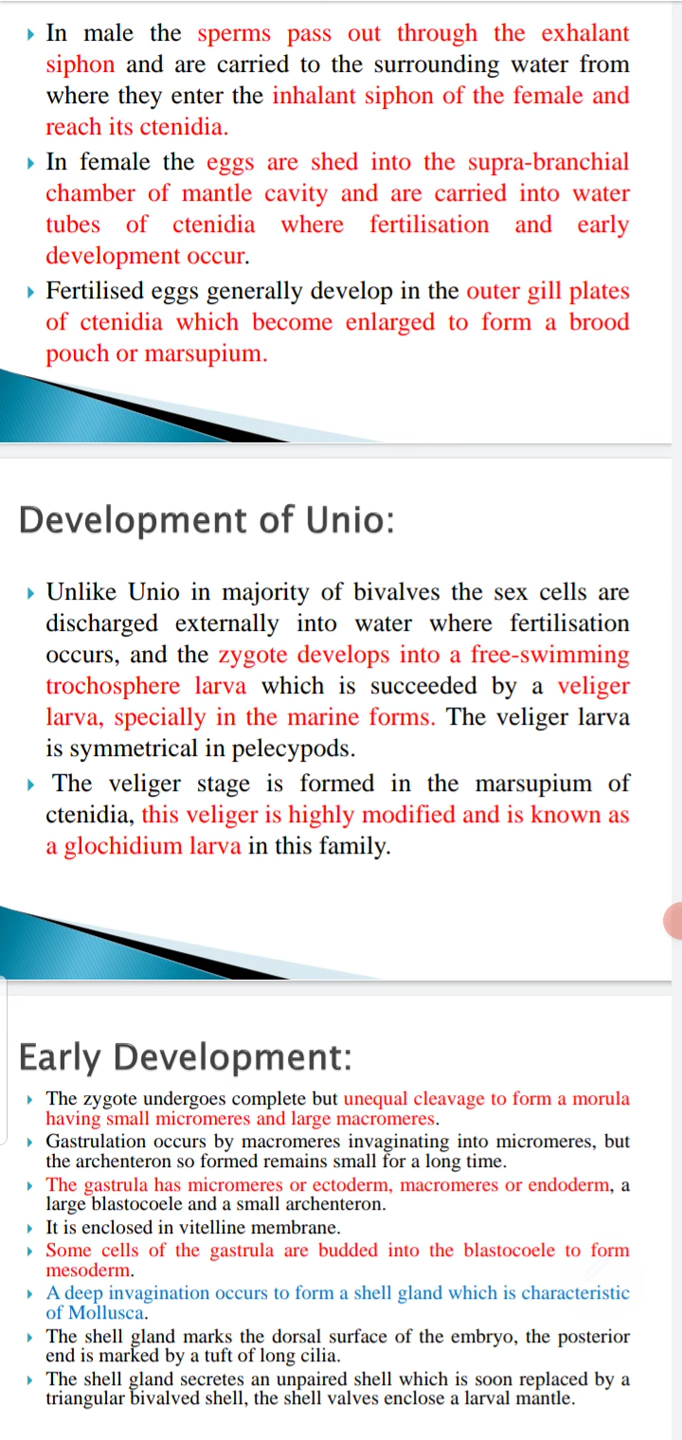 In male the sperms pass out through the exhalant
siphon and are carried to the surrounding water from
where they enter the inhalant siphon of the female and
reach its ctenidia.
In female the eggs are shed into the supra-branchial
chamber of mantle cavity and are carried into water
tubes of ctenidia where fertilisation and early
development occur.
Fertilised eggs generally develop in the outer gill plates
of ctenidia which become enlarged to form a brood
pouch or marsupium.
Development of Unio:
Unlike Unio in majority of bivalves the sex cells are
discharged externally into water where fertilisation
occurs, and the zygote develops into a free-swimming
trochosphere larva which is succeeded by a veliger
larva, specially in the marine forms. The veliger larva
is symmetrical in pelecypods.
The veliger stage is formed in the marsupium of
ctenidia, this veliger is highly modified and is known as
a glochidium larva in this family.
Early Development:
The zygote undergoes complete but unequal cleavage to form a morula
having small micromeres and large macromeres.
Gastrulation occurs by macromeres invaginating into micromeres, but
the archenteron so formed remains small for a long time.
The gastrula has micromeres or ectoderm, macromeres or endoderm, a
large blastocoele and a small archenteron.
It is enclosed in vitelline membrane.
Some cells of the gastrula are budded into the blastocoele to form
mesoderm.
A deep invagination occurs to form a shell gland which is characteristic
of Mollusca.
The shell gland marks the dorsal surface of the embryo, the posterior
end is marked by a tuft of long cilia.
The shell gland secretes an unpaired shell which is soon replaced by a
triangular bivalved shell, the shell valves enclose a larval mantle.